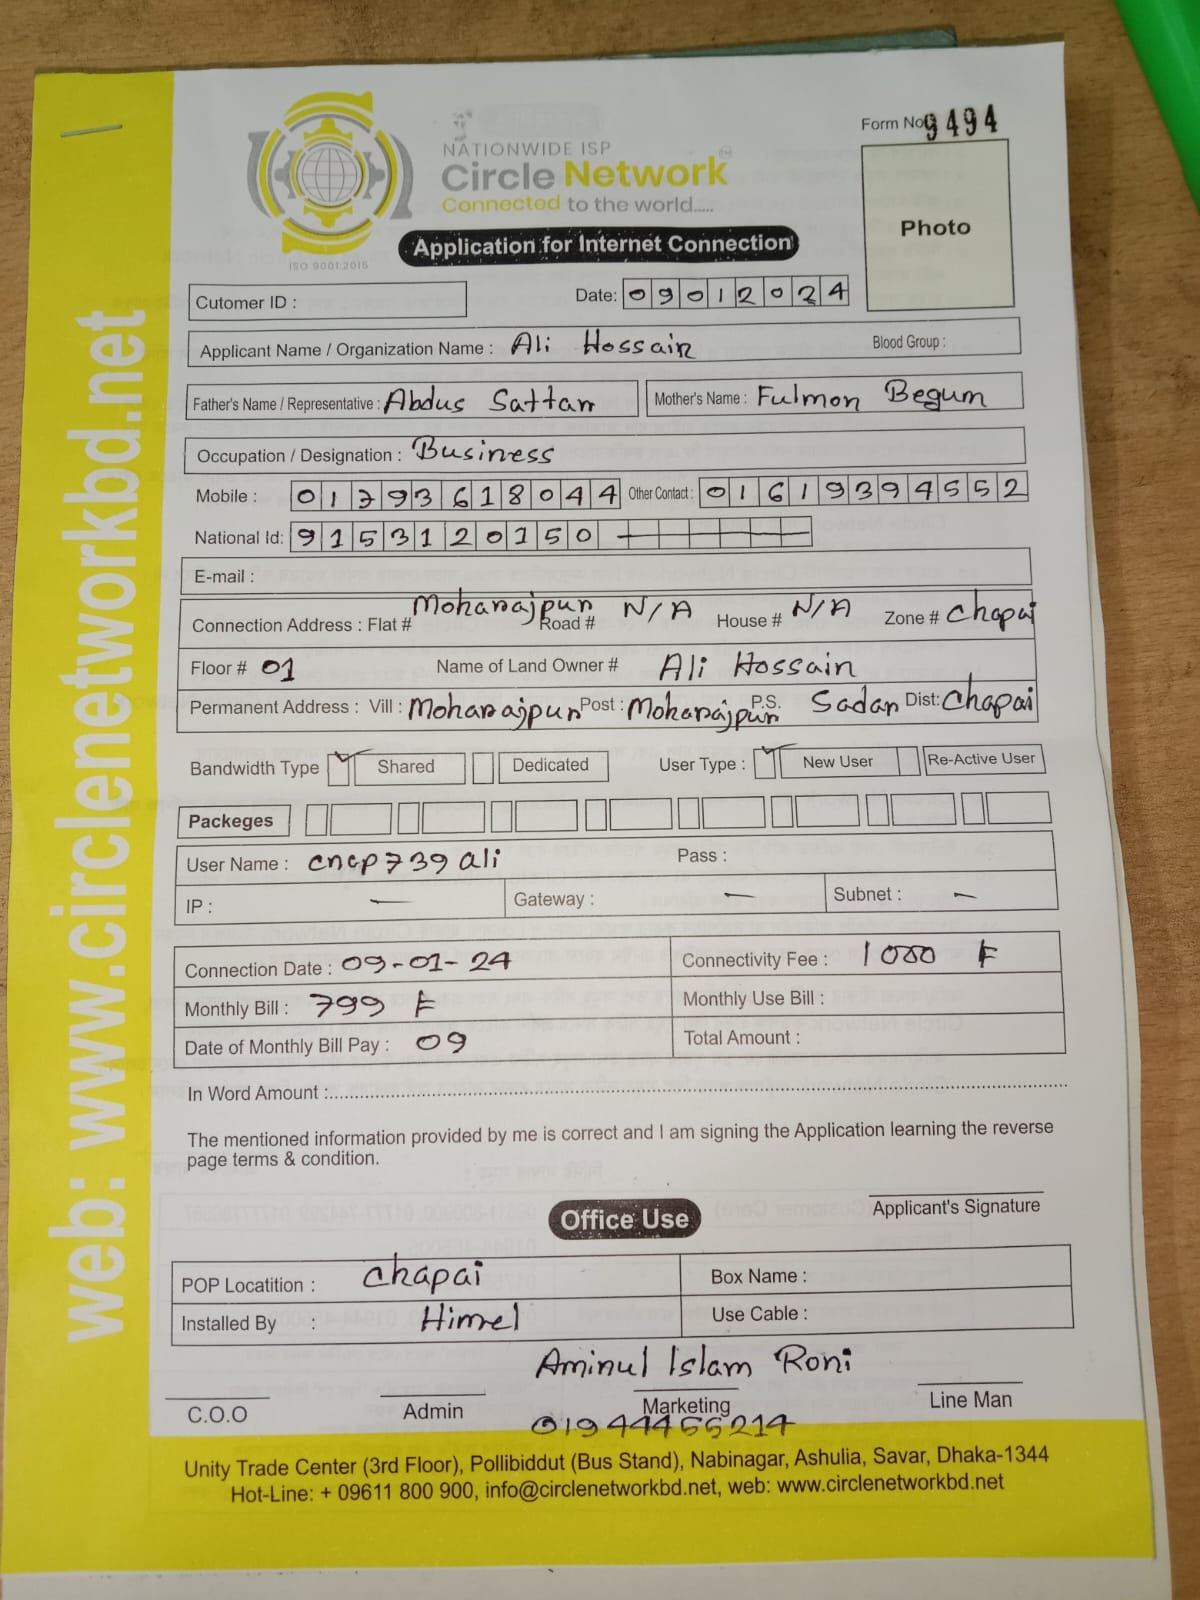 web: www.circlenetworkbd.net
ISO 9001:2015
NATIONWIDE ISP
Circle Network
Connected to the world.....
Form No 9494
Photo
Application for Internet Connection
Cutomer ID :
Date: 09012024
Applicant Name / Organization Name : Ali Hossain Blood Group :
Father's Name / Representative : Abdus Sattar Mother's Name : Fulmon Begum
Occupation / Designation : Business
Mobile : 01793618044 Other Contact : 01619394552
National Id: 9153120150
E-mail :
Connection Address : Flat # Moharajpur Road # N/A House # N/A Zone # Chapai
Floor # 01 Name of Land Owner # Ali Hossain
Permanent Address : Vill : Moharajpur Post : Moharajpur P.S. Sadar Dist: Chapai
Bandwidth Type Shared Dedicated User Type : New User Re-Active User
Packeges
User Name : cncp739ali Pass :
IP : — Gateway : — Subnet : —
Connection Date : 09-01-24 Connectivity Fee : 1000 ৳
Monthly Bill : 799 ৳ Monthly Use Bill :
Date of Monthly Bill Pay : 09 Total Amount :
In Word Amount :
The mentioned information provided by me is correct and I am signing the Application learning the reverse
page terms & condition.
Applicant's Signature
Office Use
POP Locatition : Chapai Box Name :
Installed By : Himel Use Cable :
Aminul Islam Roni
C.O.O Admin Marketing Line Man
01944455214
Unity Trade Center (3rd Floor), Pollibiddut (Bus Stand), Nabinagar, Ashulia, Savar, Dhaka-1344
Hot-Line: + 09611 800 900, info@circlenetworkbd.net, web: www.circlenetworkbd.net